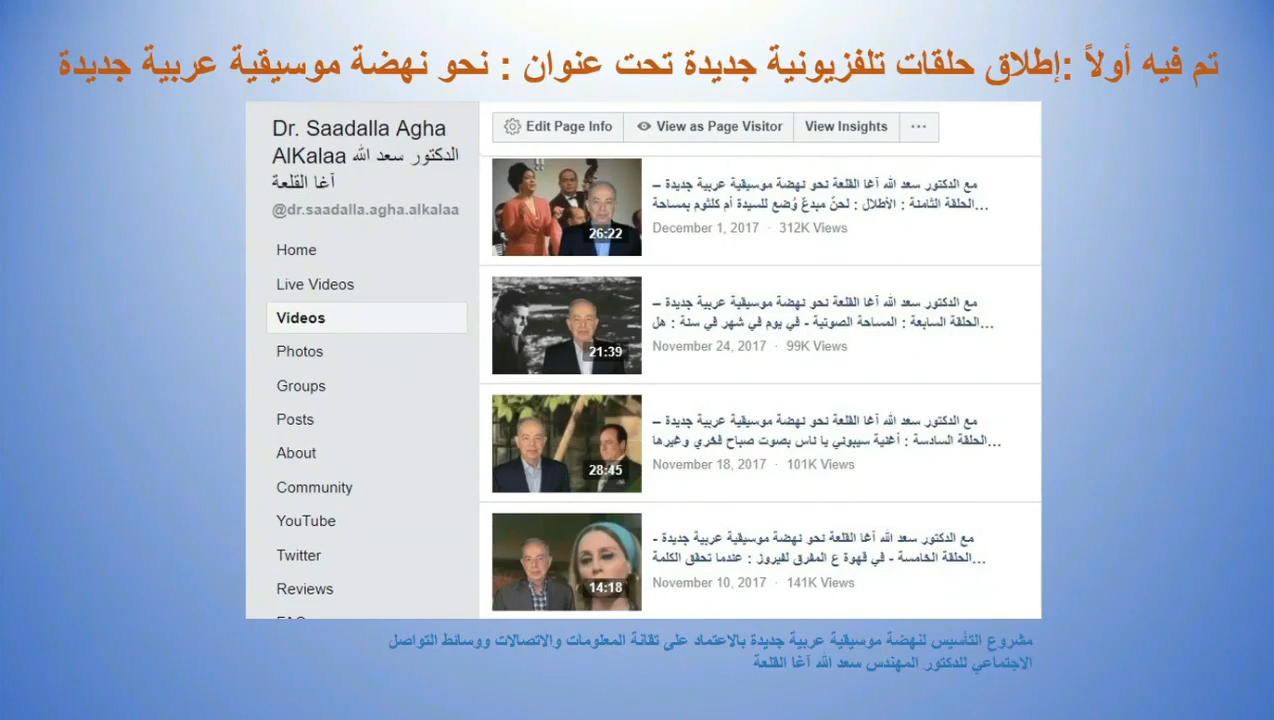 تم فيه أولاً :إطلاق حلقات تلفزيونية جديدة تحت عنوان : نحو نهضة موسيقية عربية جديدة
Dr. Saadalla Agha
AlKalaa الدكتور سعد الله
آغا القلعة
@dr.saadalla.agha.alkalaa
Home
Live Videos
Videos
Photos
Groups
Posts
About
Community
YouTube
Twitter
Reviews
Edit Page Info View as Page Visitor View Insights ...
26:22
مع الدكتور سعد الله آغا القلعة نحو نهضة موسيقية عربية جديدة –
الحلقة الثامنة : الأطلال : لحنٌ مبدعٌ وُضع للسيدة أم كلثوم بمساحة...
December 1, 2017 · 312K Views
21:39
مع الدكتور سعد الله آغا القلعة نحو نهضة موسيقية عربية جديدة –
الحلقة السابعة : المساحة الصوتية - في يوم في شهر في سنة : هل...
November 24, 2017 · 99K Views
28:45
مع الدكتور سعد الله آغا القلعة نحو نهضة موسيقية عربية جديدة –
الحلقة السادسة : أغنية سيبوني يا ناس بصوت صباح فخري وغيرها...
November 18, 2017 · 101K Views
14:18
مع الدكتور سعد الله آغا القلعة نحو نهضة موسيقية عربية جديدة -
الحلقة الخامسة - في قهوة ع المفرق لفيروز : عندما تحقق الكلمة...
November 10, 2017 · 141K Views
مشروع التأسيس لنهضة موسيقية عربية جديدة بالاعتماد على تقانة المعلومات والاتصالات ووسائط التواصل
الاجتماعي للدكتور المهندس سعد الله آغا القلعة